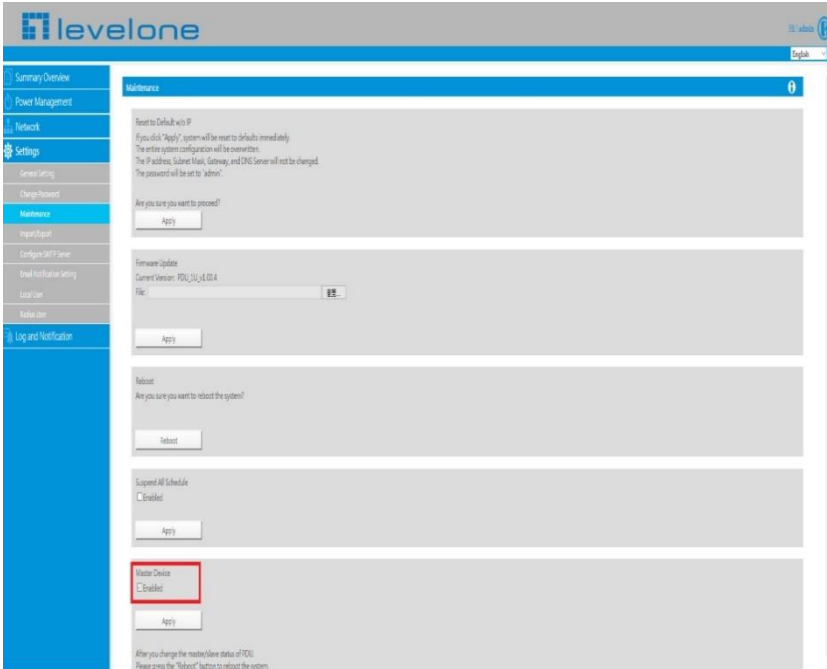 levelone
Hi! admin
English
Summary Overview
Power Management
Network
Settings
General Setting
Change Password
Maintenance
Import/Export
Configure SMTP Server
Email Notification Setting
Local User
Radius User
Log and Notification
Maintenance
Reset to Default w/o IP
If you click "Apply", system will be reset to defaults immediately.
The entire system configuration will be overwritten.
The IP address, Subnet Mask, Gateway, and DNS Server will not be changed.
The password will be set to 'admin'.
Are you sure you want to proceed?
Apply
Firmware Update
Current Version: PDU_1U_v1.03.4
File:
Apply
Reboot
Are you sure you want to reboot the system?
Reboot
Suspend All Schedule
Enabled
Apply
Master Device
Enabled
Apply
After you change the master/slave status of PDU.
Please press the "Reboot" button to reboot the system.